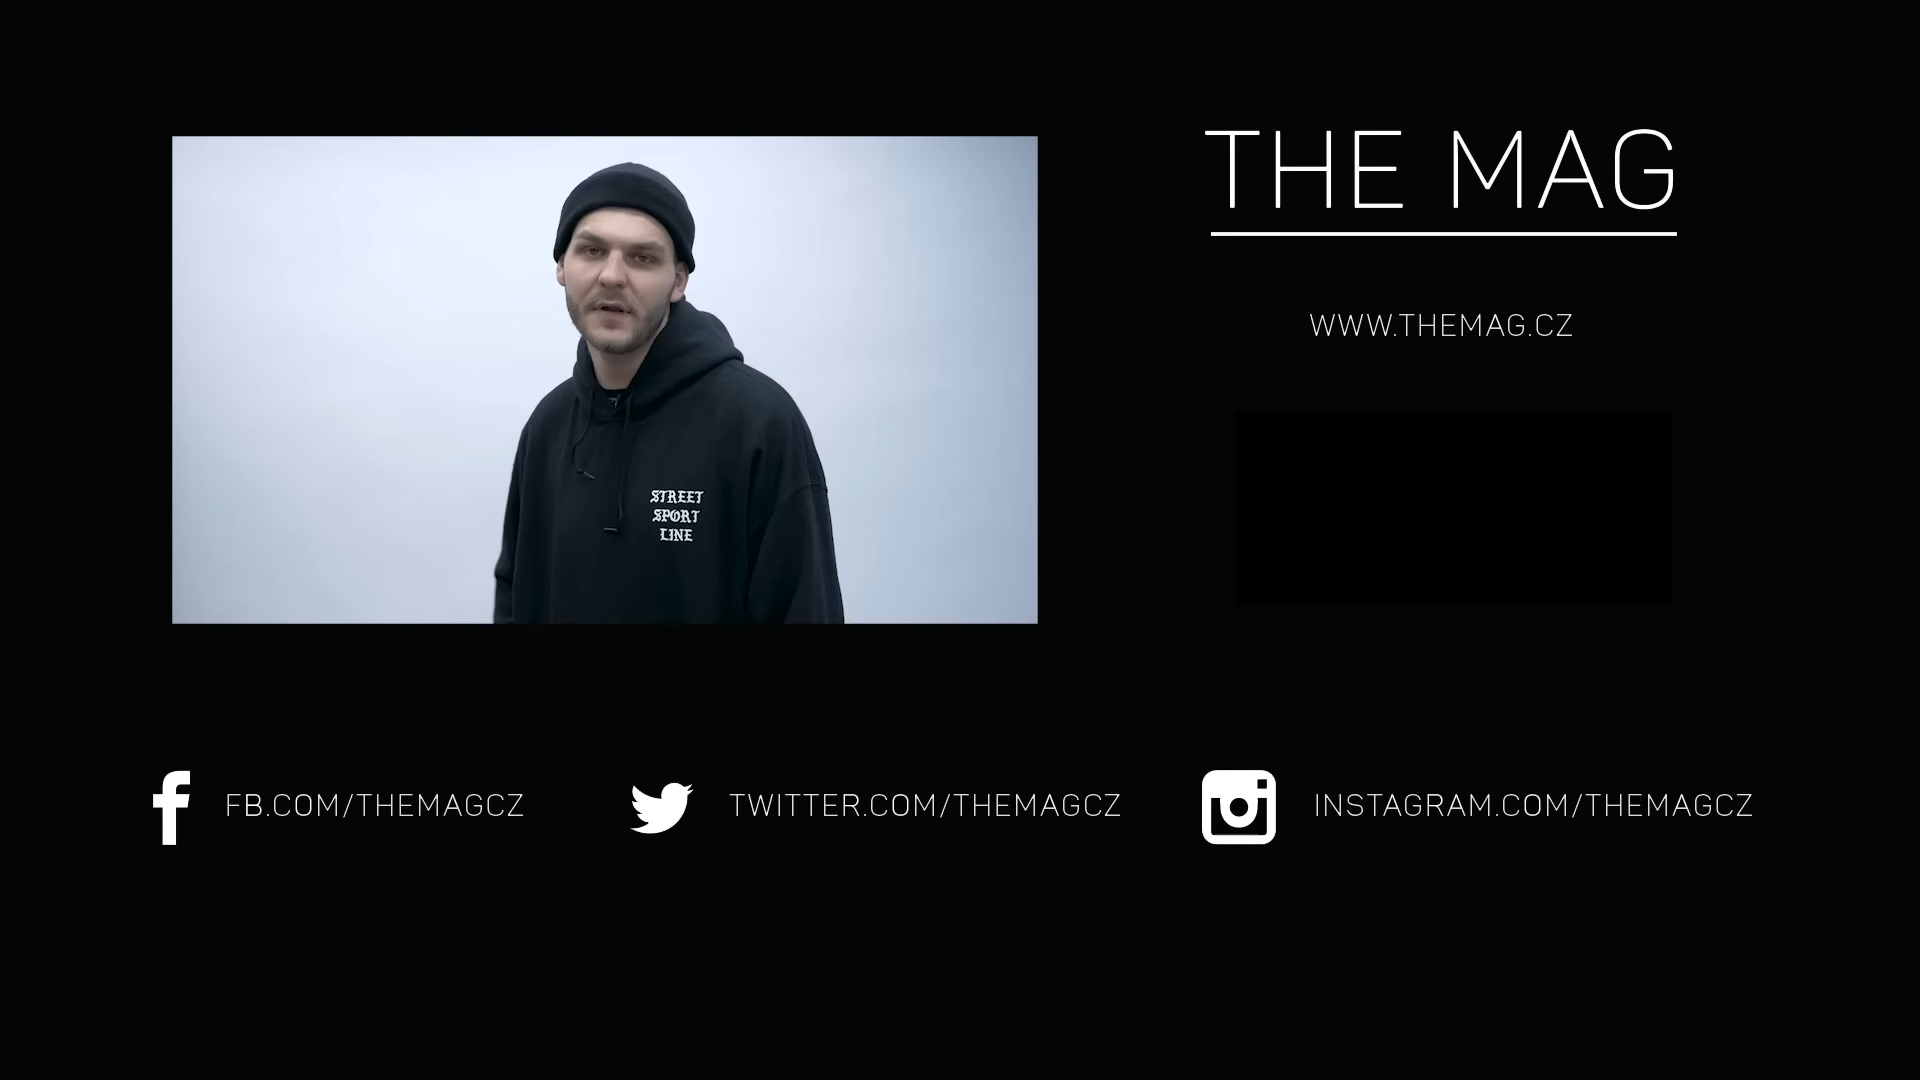 THE MAG
WWW.THEMAG.CZ
STREET
SPORT
LINE
FB.COM/THEMAGCZ
TWITTER.COM/THEMAGCZ
INSTAGRAM.COM/THEMAGCZ